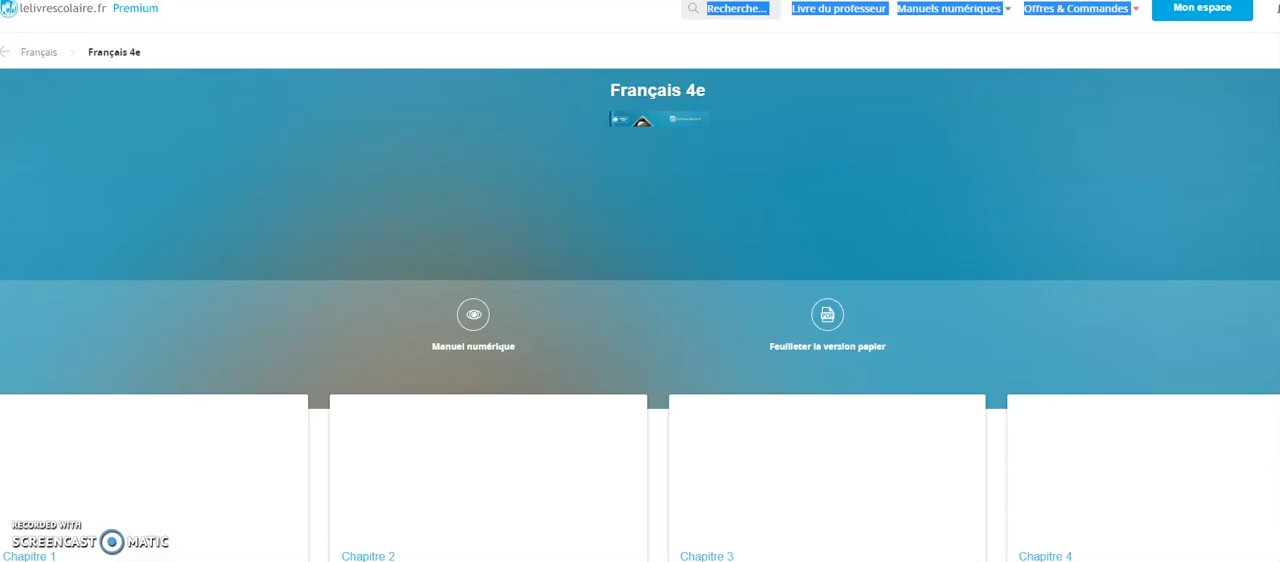 lelivrescolaire.fr Premium
Recherche... Livre du professeur Manuels numériques Offres & Commandes Mon espace
Français Français 4e
Français 4e
Manuel numérique Feuilleter la version papier
RECORDED WITH
SCREENCAST MATIC
Chapitre 1 Chapitre 2 Chapitre 3 Chapitre 4